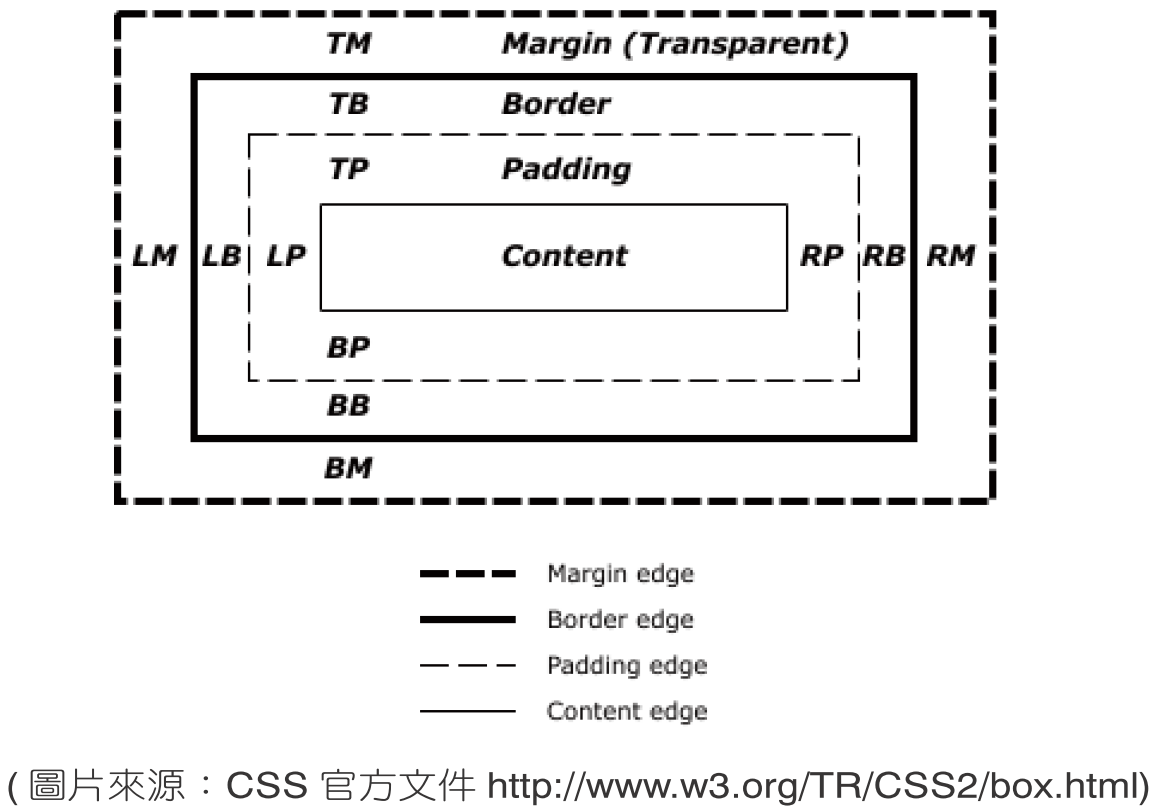 TM Margin (Transparent)
TB Border
TP Padding
LM LB LP Content RP RB RM
BP
BB
BM
Margin edge
Border edge
Padding edge
Content edge
( 圖片來源：CSS 官方文件 http://www.w3.org/TR/CSS2/box.html)